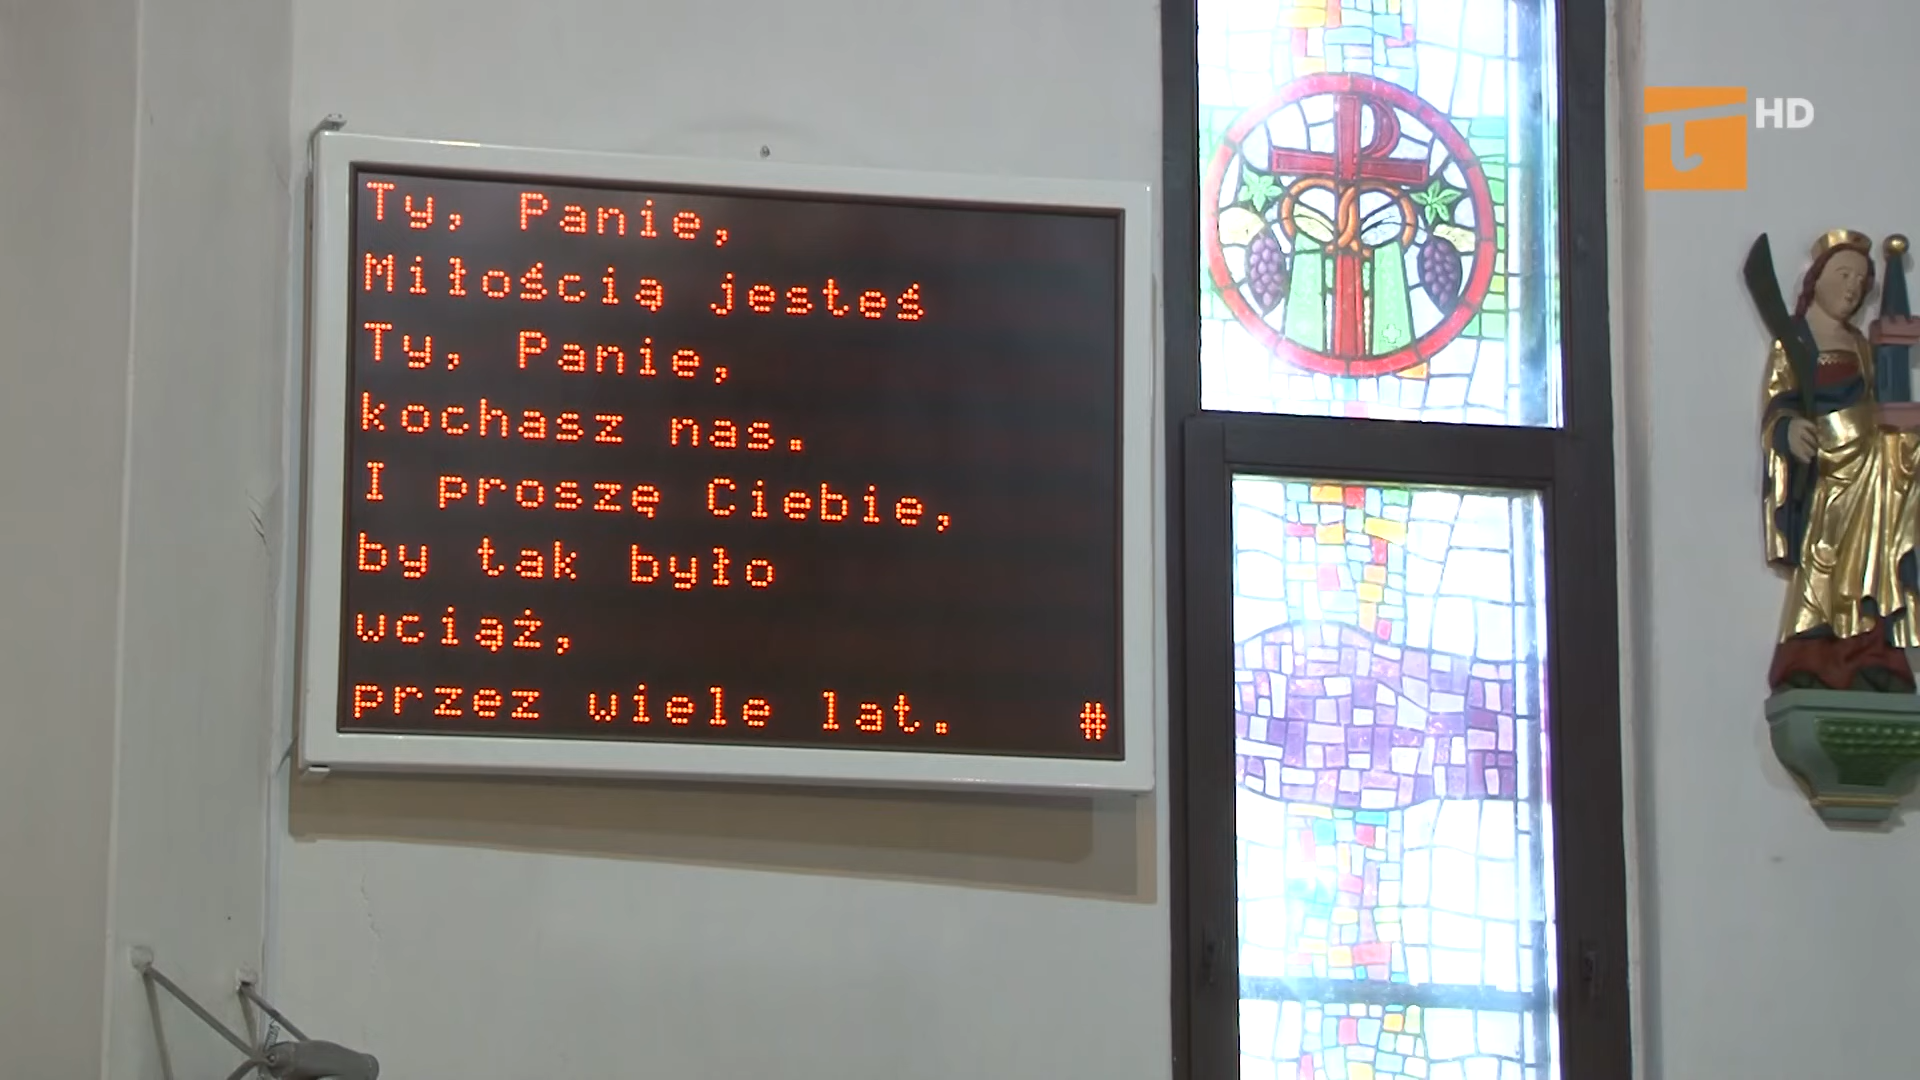 Ty, Panie,
Miłością jesteś
Ty, Panie,
kochasz nas.
I proszę Ciebie,
by tak było
wciąż,
przez wiele lat. #
HD